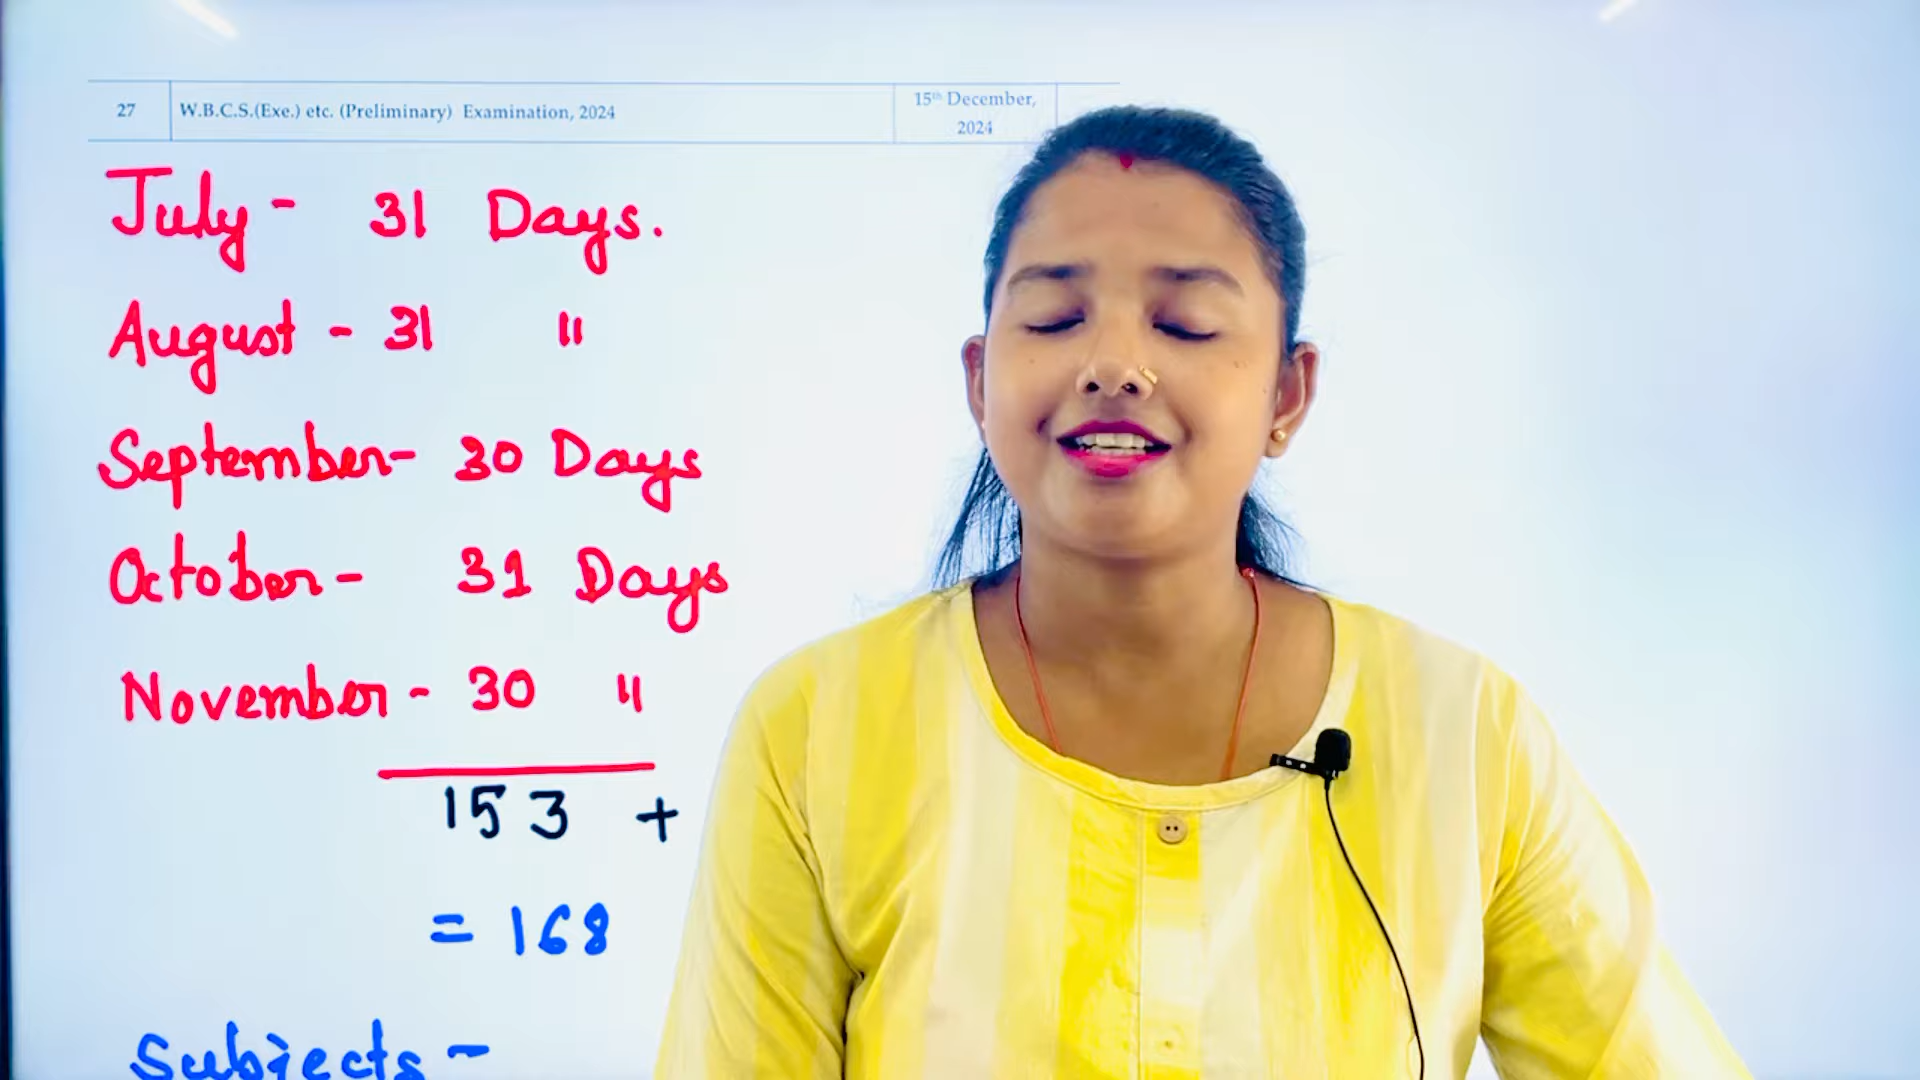 27 W.B.C.S.(Exe.) etc. (Preliminary) Examination, 2024 15th December, 2024
July - 31 Days.
August - 31 "
September - 30 Days
October - 31 Days
November - 30 "
153 +
= 168
Subjects -